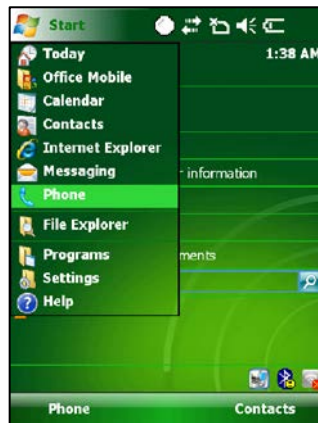 Start
Today
1:38 AM
Office Mobile
Calendar
Contacts
Internet Explorer
Messaging
r information
Phone
File Explorer
Programs
ments
Settings
Help
Phone
Contacts